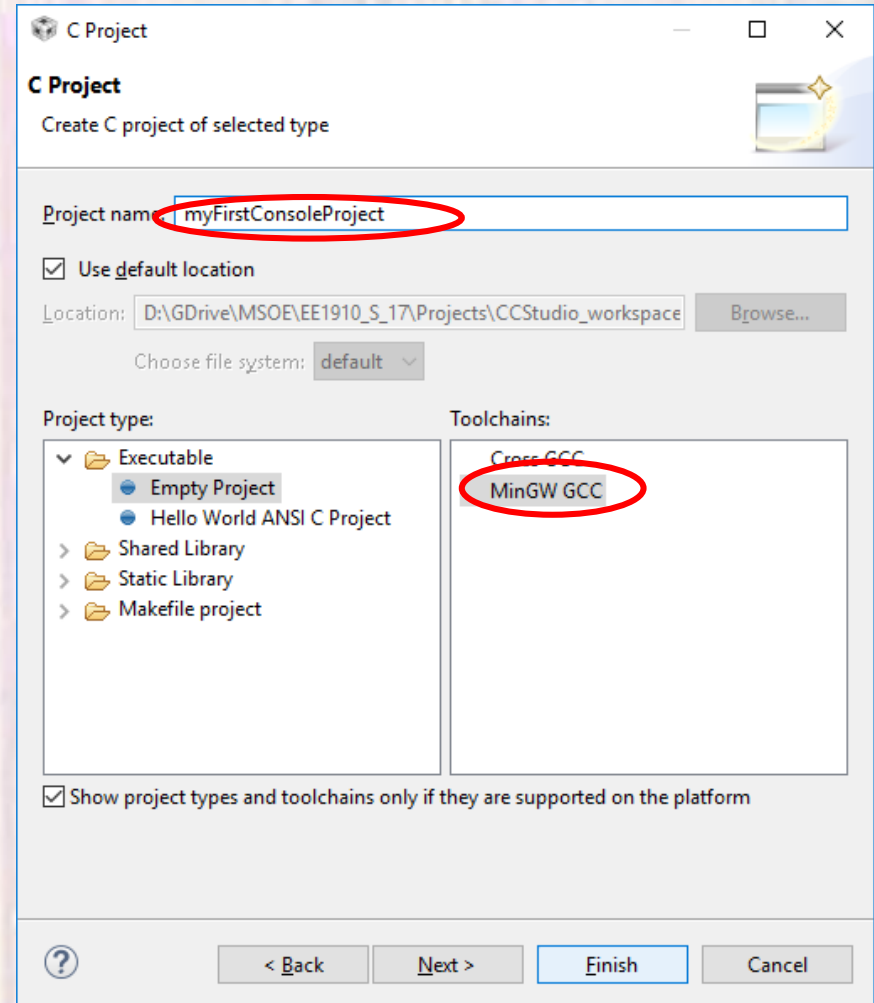 C Project
C Project
Create C project of selected type
Project name: myFirstConsoleProject
Use default location
Location: D:\GDrive\MSOE\EE1910_S_17\Projects\CCStudio_workspace Browse...
Choose file system: default
Project type: Toolchains:
Executable Cross GCC
Empty Project MinGW GCC
Hello World ANSI C Project
Shared Library
Static Library
Makefile project
Show project types and toolchains only if they are supported on the platform
? < Back Next > Finish Cancel